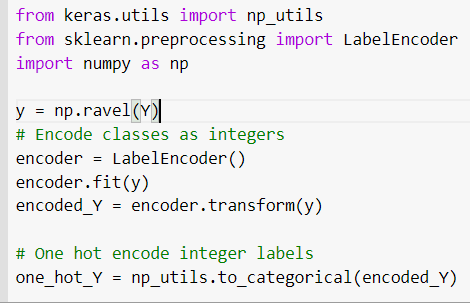 from keras.utils import np_utils
from sklearn.preprocessing import LabelEncoder
import numpy as np
y = np.ravel(Y)
# Encode classes as integers
encoder = LabelEncoder()
encoder.fit(y)
encoded_Y = encoder.transform(y)
# One hot encode integer labels
one_hot_Y = np_utils.to_categorical(encoded_Y)